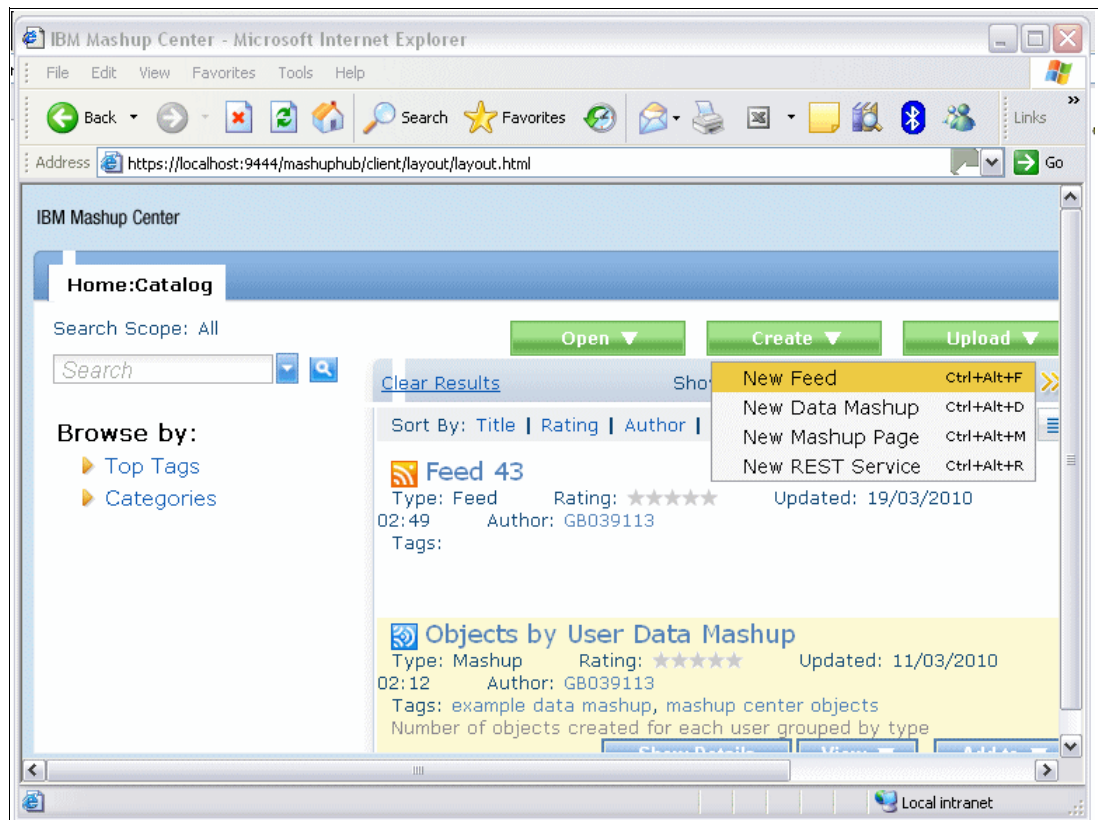 IBM Mashup Center - Microsoft Internet Explorer
File Edit View Favorites Tools Help
Back Search Favorites Links
Address https://localhost:9444/mashuphub/client/layout/layout.html Go
IBM Mashup Center
Home:Catalog
Search Scope: All
Open Create Upload
Search
Clear Results
New Feed Ctrl+Alt+F
New Data Mashup Ctrl+Alt+D
New Mashup Page Ctrl+Alt+M
New REST Service Ctrl+Alt+R
Browse by:
Top Tags
Categories
Sort By: Title | Rating | Author |
Feed 43
Type: Feed Rating: Updated: 19/03/2010
02:49 Author: GB039113
Tags:
Objects by User Data Mashup
Type: Mashup Rating: Updated: 11/03/2010
02:12 Author: GB039113
Tags: example data mashup, mashup center objects
Number of objects created for each user grouped by type
Show Details View Add to
Local intranet